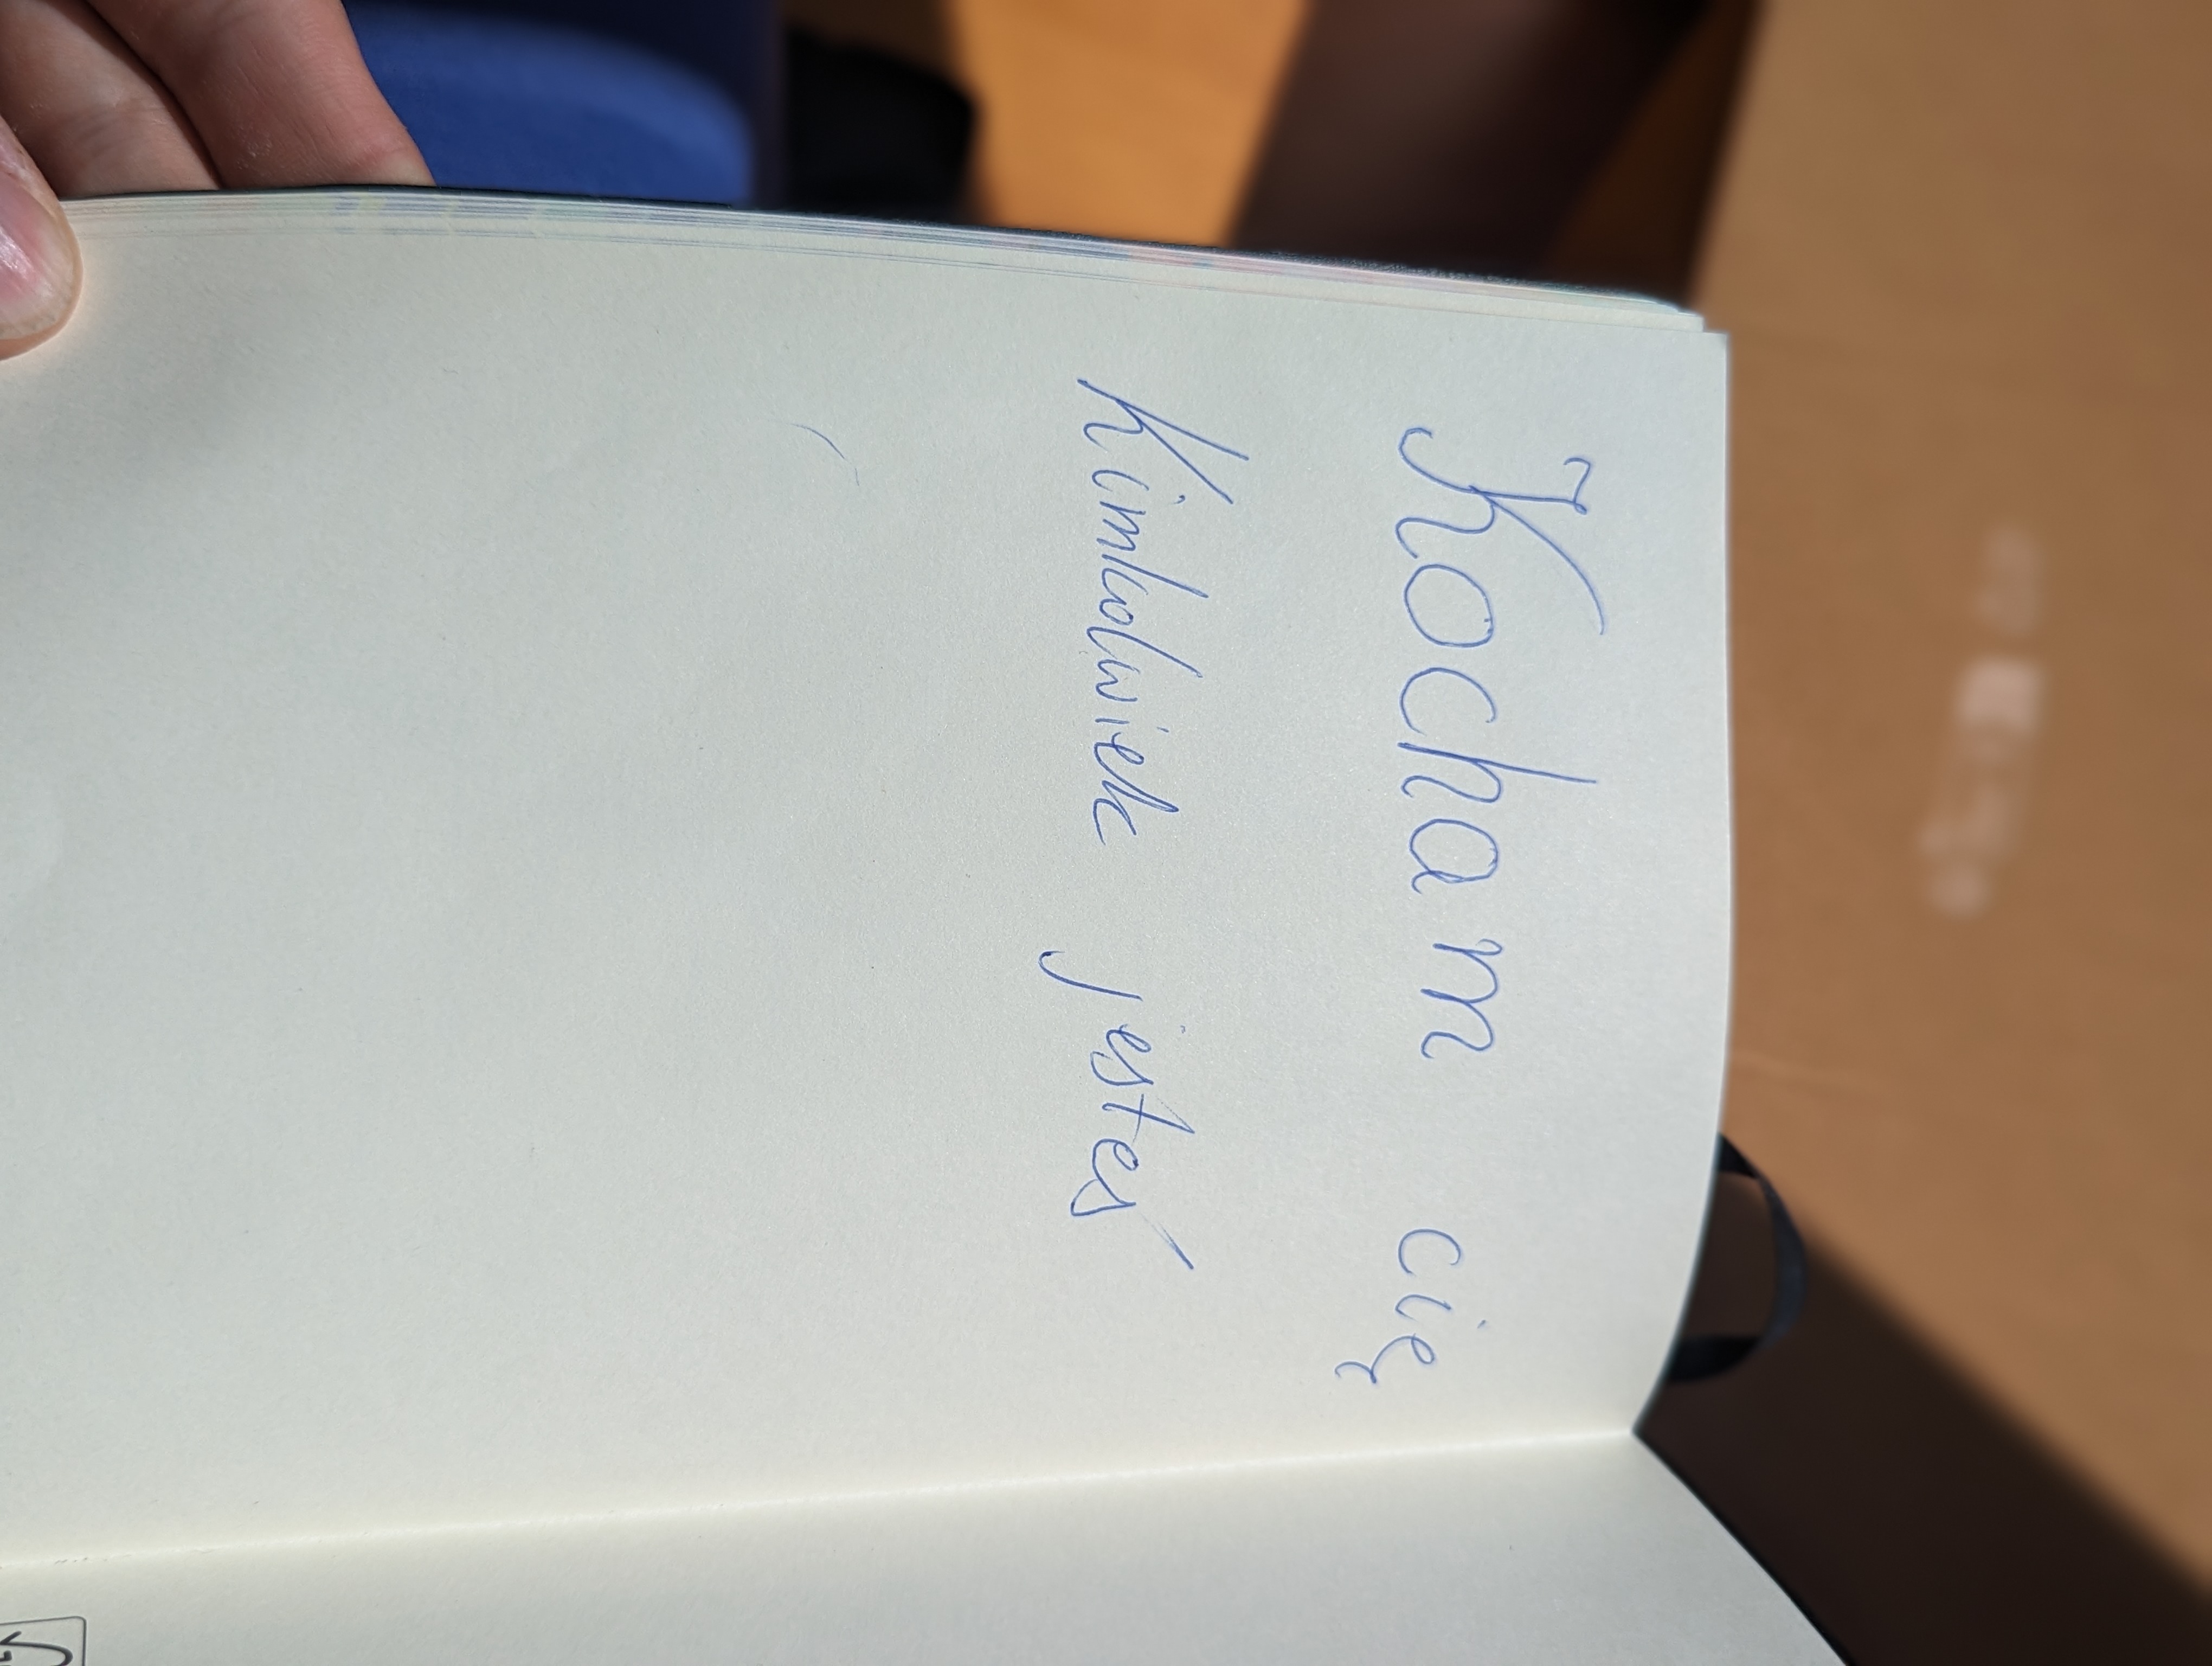 Kocham cię
Kimkolwiek jesteś